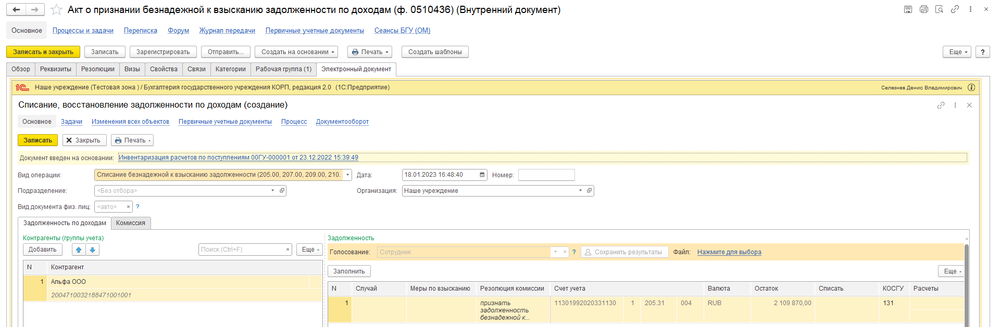 Акт о признании безнадежной к взысканию задолженности по доходам (ф. 0510436) (Внутренний документ)
Основное Процессы и задачи Переписка Форум Журнал передачи Первичные учетные документы Сеансы БГУ (ОМ)
Записать и закрыть Записать Зарегистрировать Отправить... Создать на основании Печать Создать шаблоны Еще ?
Обзор Реквизиты Резолюции Визы Свойства Связи Категории Рабочая группа (1) Электронный документ
1С Наше учреждение (Тестовая зона ) / Бухгалтерия государственного учреждения КОРП, редакция 2.0 (1С:Предприятие) Селезнев Денис Владимирович
Списание, восстановление задолженности по доходам (создание)
Основное Задачи Изменения всех объектов Первичные учетные документы Процесс Документооборот
Записать Закрыть Печать
Документ введен на основании: Инвентаризация расчетов по поступлениям 00ГУ-000001 от 23.12.2022 15:39:49
Вид операции: Списание безнадежной к взысканию задолженности (205.00, 207.00, 209.00, 210. Дата: 18.01.2023 16:48:40 Номер:
Подразделение: <Без отбора> Организация: Наше учреждение
Вид документа физ. лиц: <авто> × ?
Задолженность по доходам Комиссия
Контрагенты (группы учета) Задолженность
Добавить Поиск (Ctrl+F) × Еще Голосование: Сотрудник × ? Сохранить результаты Файл: Нажмите для выбора
Заполнить Еще
N Контрагент N Случай Меры по взысканию Резолюция комиссии Счет учета Валюта Остаток Списать КОСГУ Расчеты
1 Альфа ООО 1 признать 11301992020331130 1 205.31 004 RUB 2 109 870,00 131
2004710032188471001001 задолженность
безнадежной к...